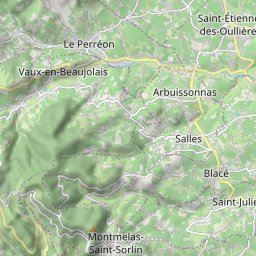 Saint-Étienne
des-Oullière
Le Perréon
Vaux-en-Beaujolais
Arbuissonnas
Salles
Blacé
Saint-Julie
Montmelas-
Saint-Sorlin